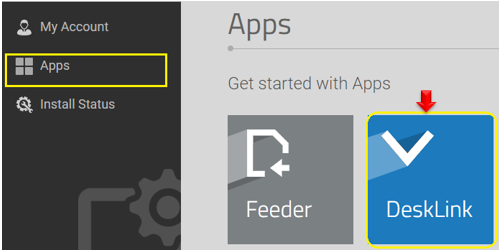 My Account
Apps
Install Status
Apps
Get started with Apps
Feeder
DeskLink